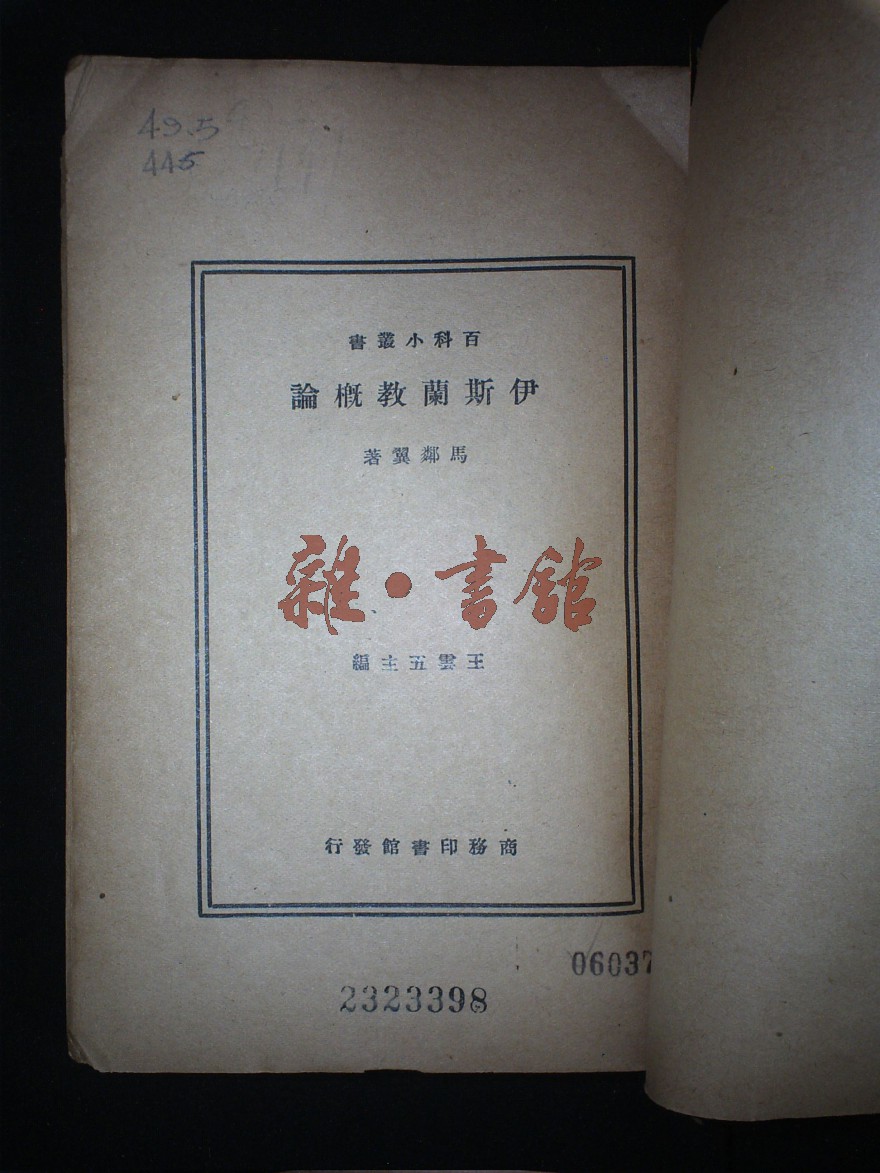 49.5
445
百科小叢書
伊斯蘭教概論
馬鄰翼著
雜·書館
王雲五主編
商務印書館發行
06037
2323398